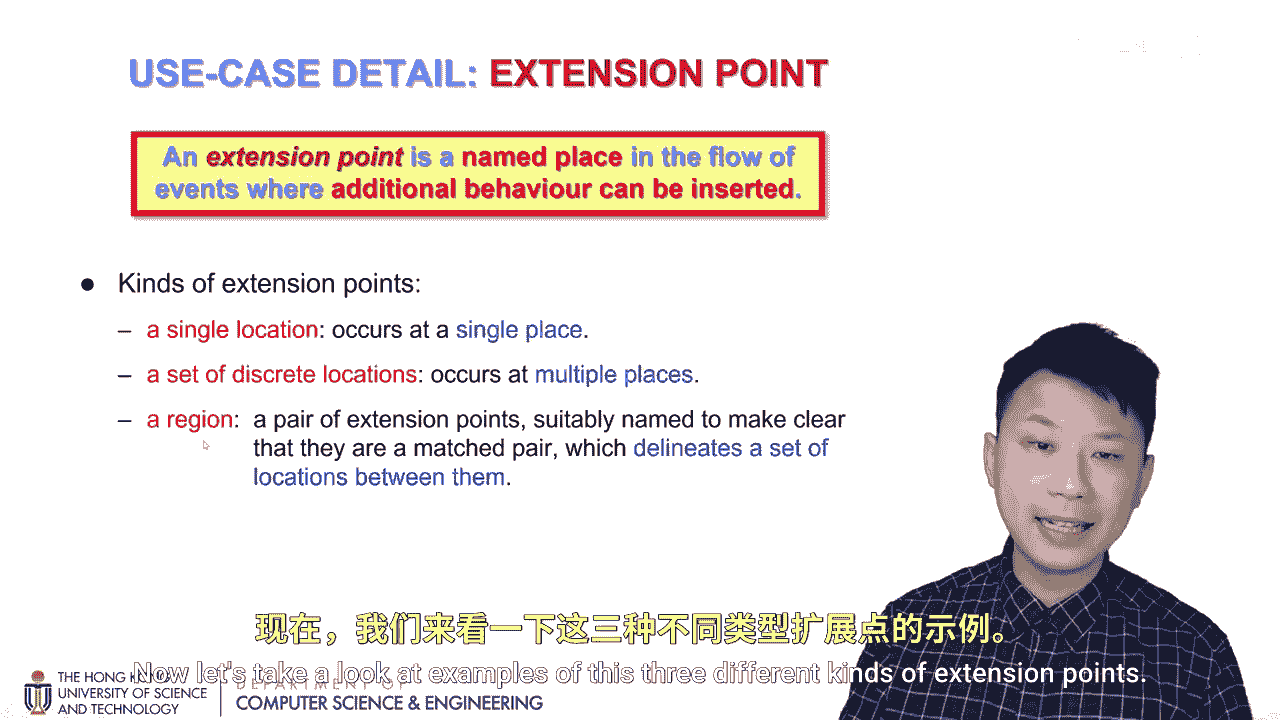 USE-CASE DETAIL: EXTENSION POINT
An extension point is a named place in the flow of
events where additional behaviour can be inserted.
● Kinds of extension points:
– a single location: occurs at a single place.
– a set of discrete locations: occurs at multiple places.
– a region: a pair of extension points, suitably named to make clear
that they are a matched pair, which delineates a set of
locations between them.
现在，我们来看一下这三种不同类型扩展点的示例。
Now let's take a look at examples of this three different kinds of extension points.
THE HONG KONG
UNIVERSITY OF SCIENCE
AND TECHNOLOGY
DEPARTMENT OF
COMPUTER SCIENCE & ENGINEERING